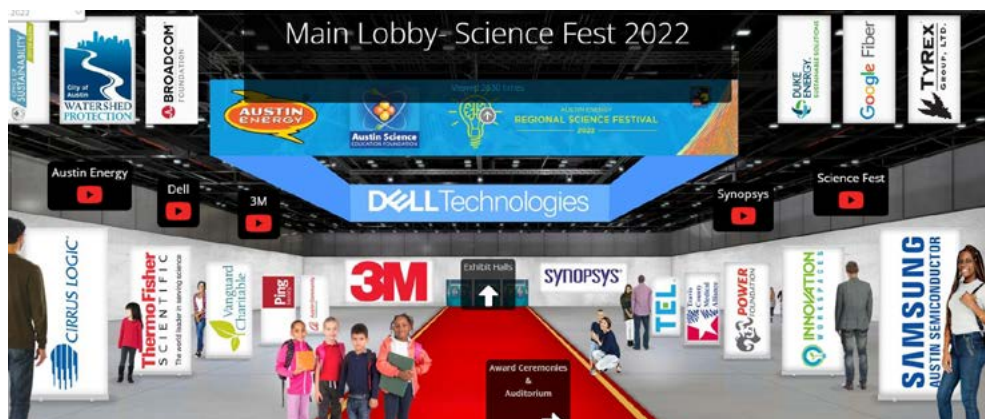 2022
Main Lobby- Science Fest 2022
SUSTAINABILITY
City of
Austin
WATERSHED
PROTECTION
BROADCOM
FOUNDATION
DUKE
ENERGY
SUSTAINABLE SOLUTIONS
Google Fiber
TYREX
GROUP, LTD.
AUSTIN
ENERGY
Austin Science
EDUCATION FOUNDATION
AUSTIN ENERGY
REGIONAL SCIENCE FESTIVAL
2022
DELL Technologies
Austin Energy
Dell
3M
Synopsys
Science Fest
CIRRUS LOGIC
Thermo Fisher
SCIENTIFIC
The world leader in serving science
Vanguard
Charitable
Ping
3M
Exhibit Halls
SYNOPSYS
TEL
Travis
County
Medical
Alliance
POWER
FOUNDATION
INNOVATION
WORKSPACES
SAMSUNG
AUSTIN SEMICONDUCTOR
Award Ceremonies
&
Auditorium